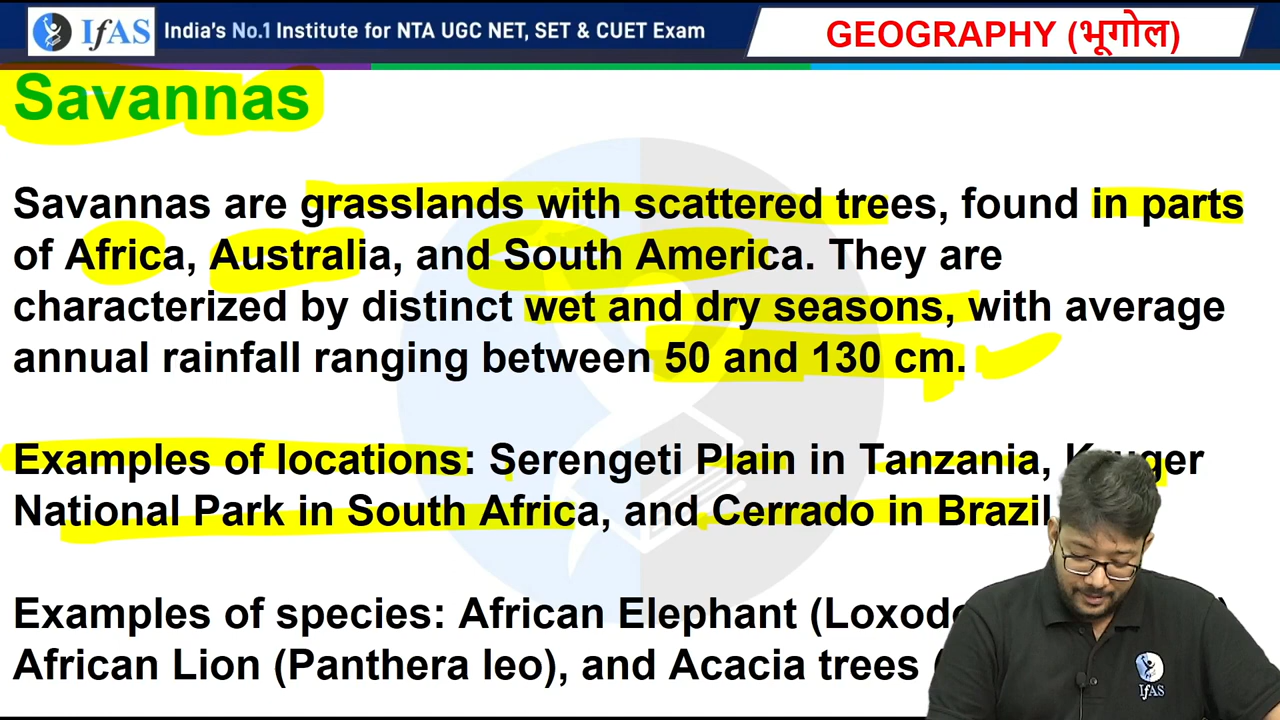 IfAS India's No.1 Institute for NTA UGC NET, SET & CUET Exam GEOGRAPHY (भूगोल)
Savannas
Savannas are grasslands with scattered trees, found in parts
of Africa, Australia, and South America. They are
characterized by distinct wet and dry seasons, with average
annual rainfall ranging between 50 and 130 cm.
Examples of locations: Serengeti Plain in Tanzania, Kruger
National Park in South Africa, and Cerrado in Brazil
Examples of species: African Elephant
African Lion (Panthera leo), and Acacia trees
IfAS